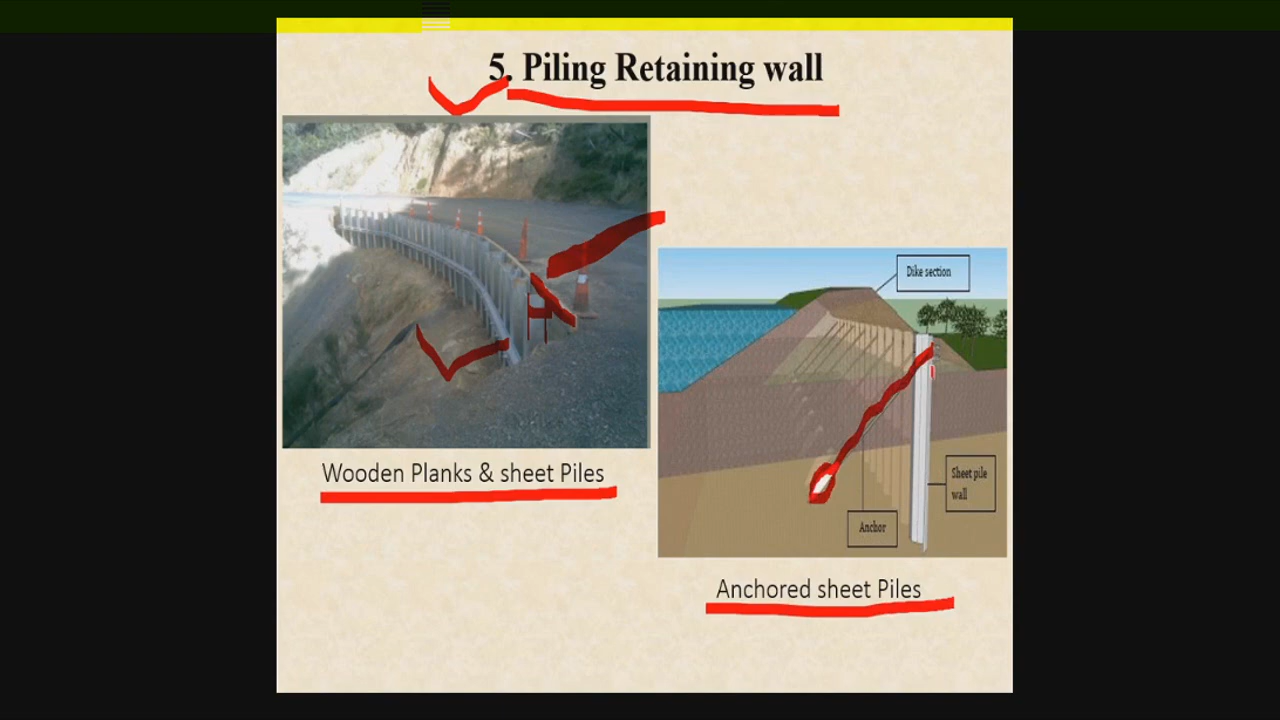 5. Piling Retaining wall
Dike section
Sheet pile
wall
Anchor
Wooden Planks & sheet Piles
Anchored sheet Piles